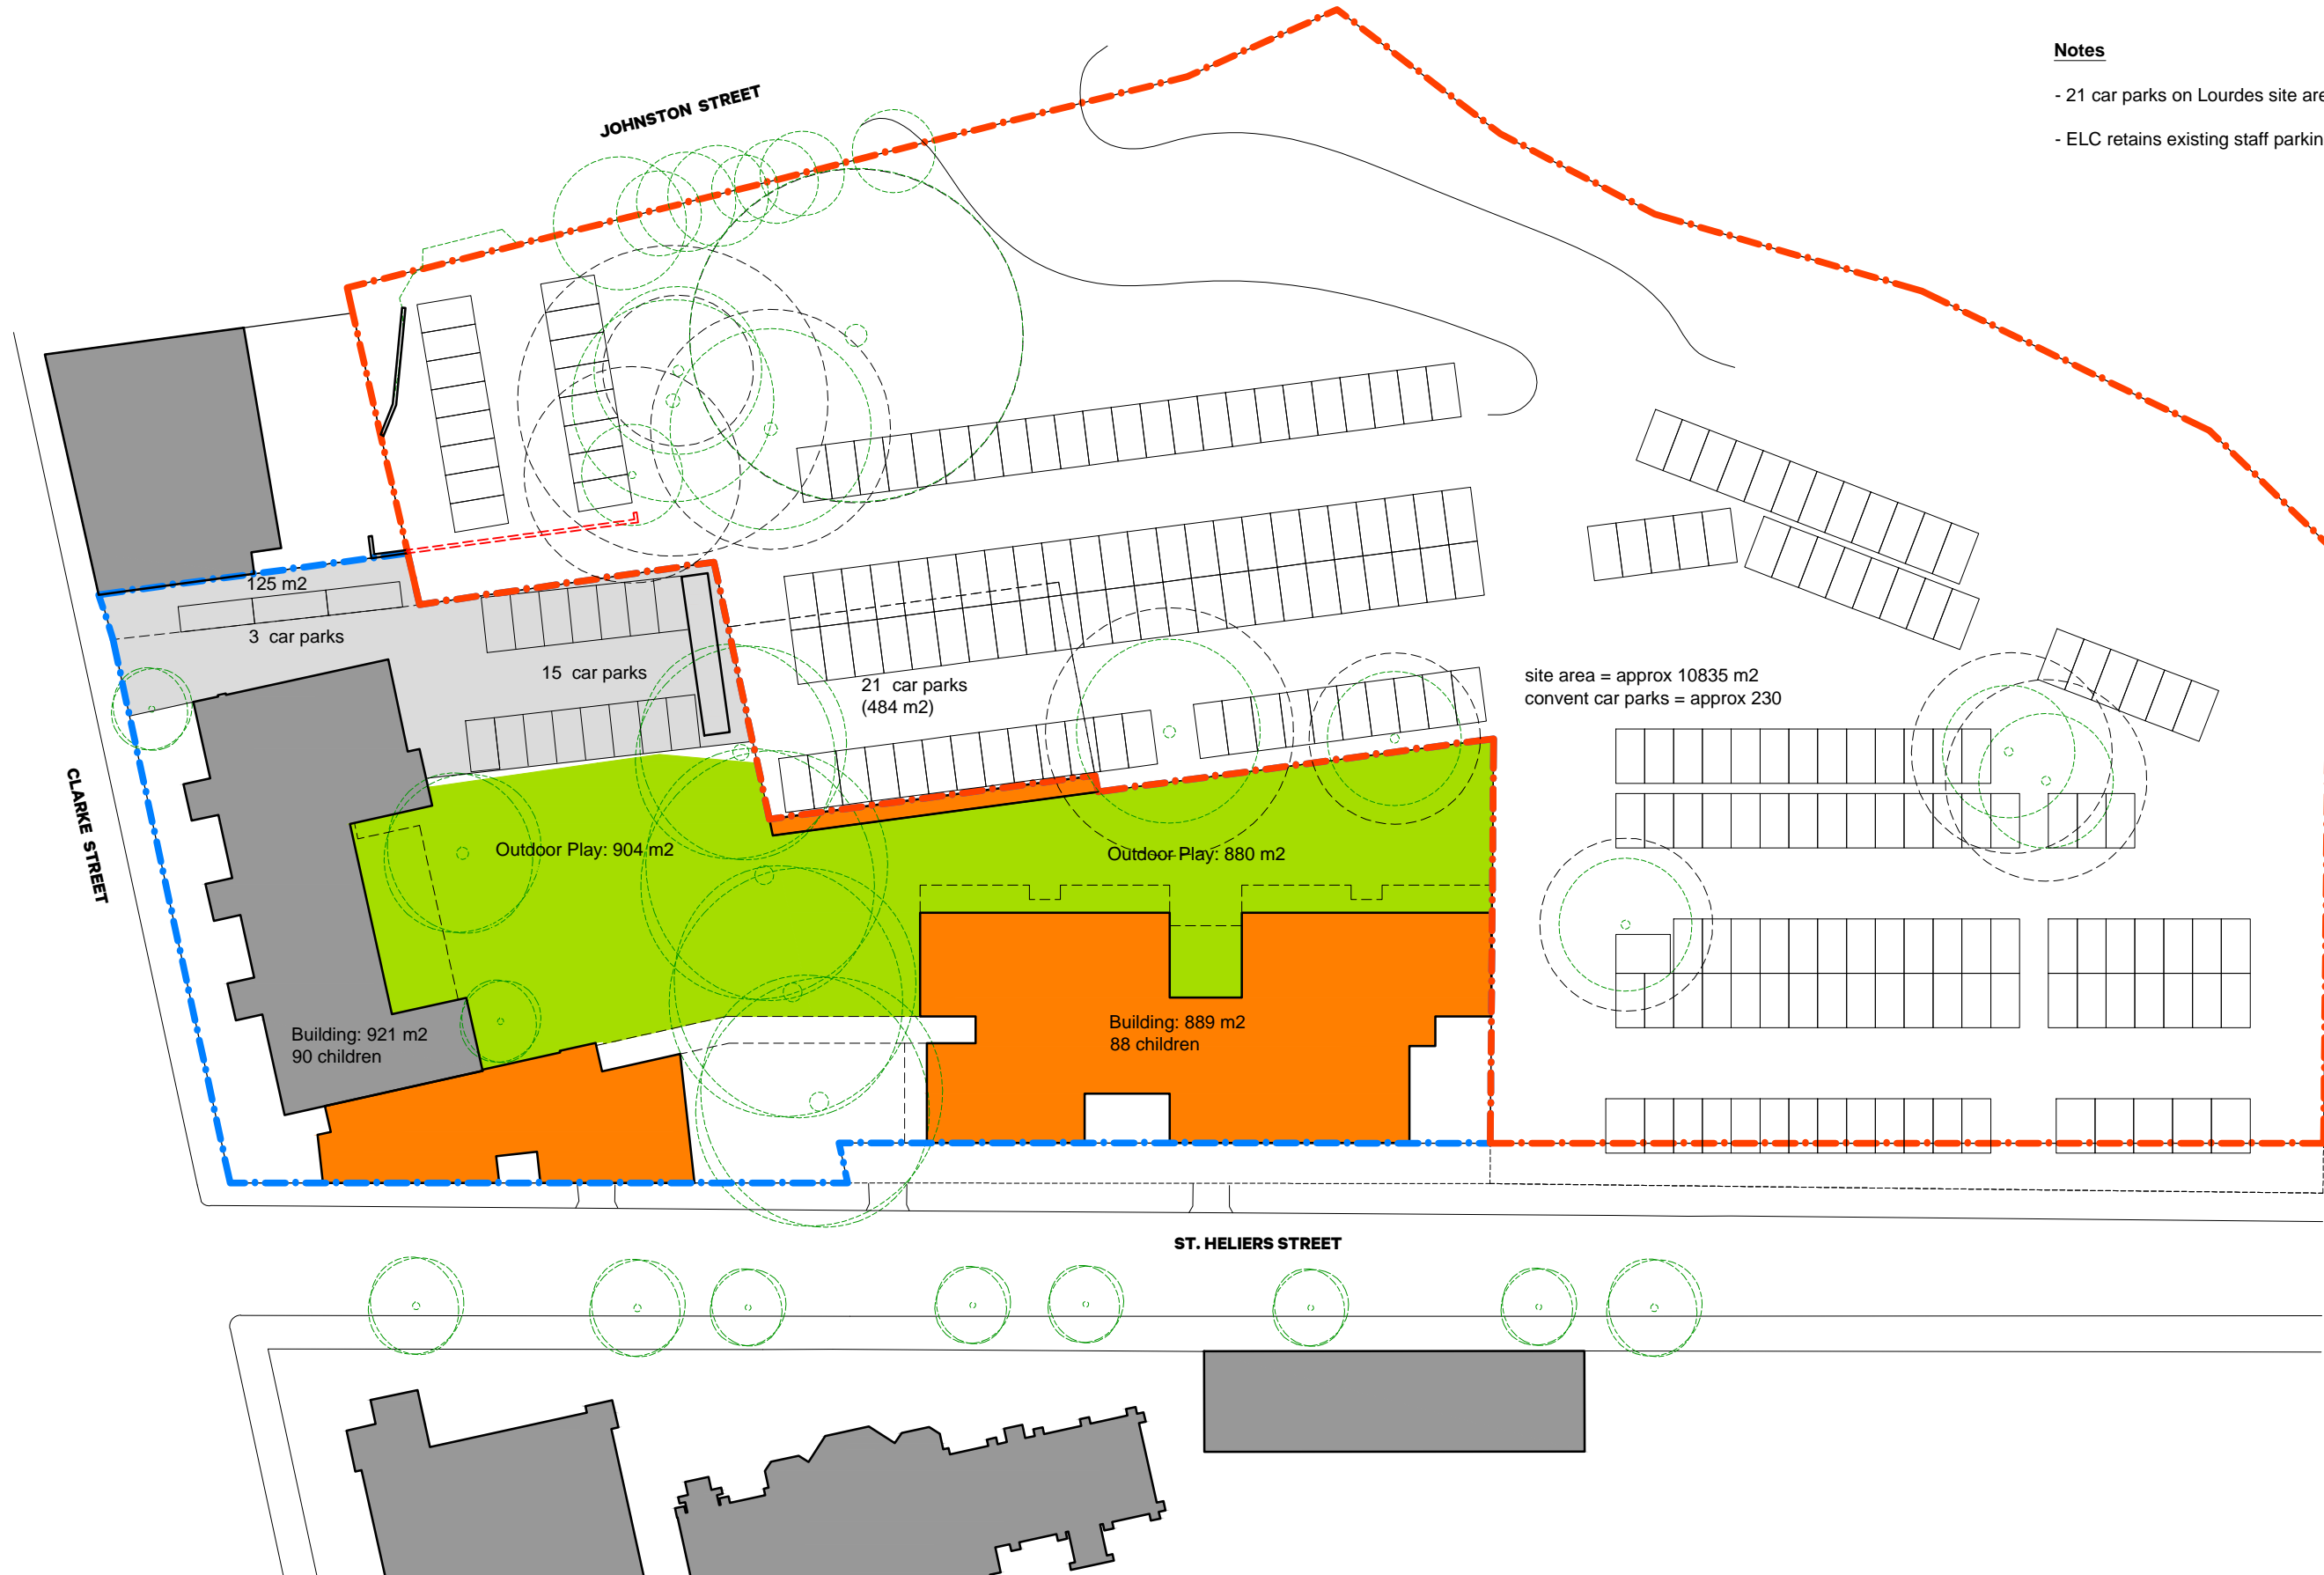 Notes
- 21 car parks on Lourdes site are
- ELC retains existing staff parkin
JOHNSTON STREET
125 m2
3 car parks
15 car parks
21 car parks
(484 m2)
site area = approx 10835 m2
convent car parks = approx 230
CLARKE STREET
Outdoor Play: 904 m2
Outdoor Play: 880 m2
Building: 921 m2
90 children
Building: 889 m2
88 children
ST. HELIERS STREET